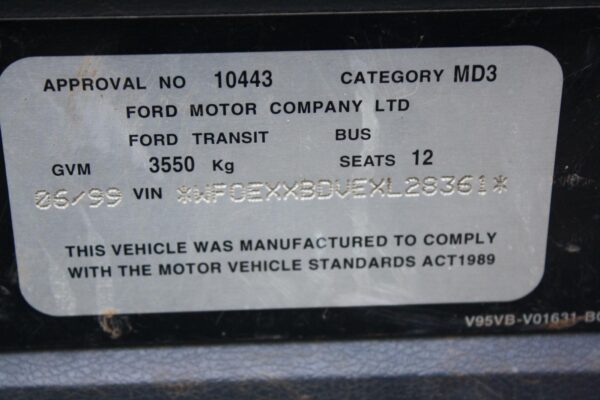 APPROVAL NO 10443 CATEGORY MD3
FORD MOTOR COMPANY LTD
FORD TRANSIT BUS
GVM 3550 Kg SEATS 12
06/99 VIN *WF0EXXBDVEXL28361*
THIS VEHICLE WAS MANUFACTURED TO COMPLY
WITH THE MOTOR VEHICLE STANDARDS ACT1989